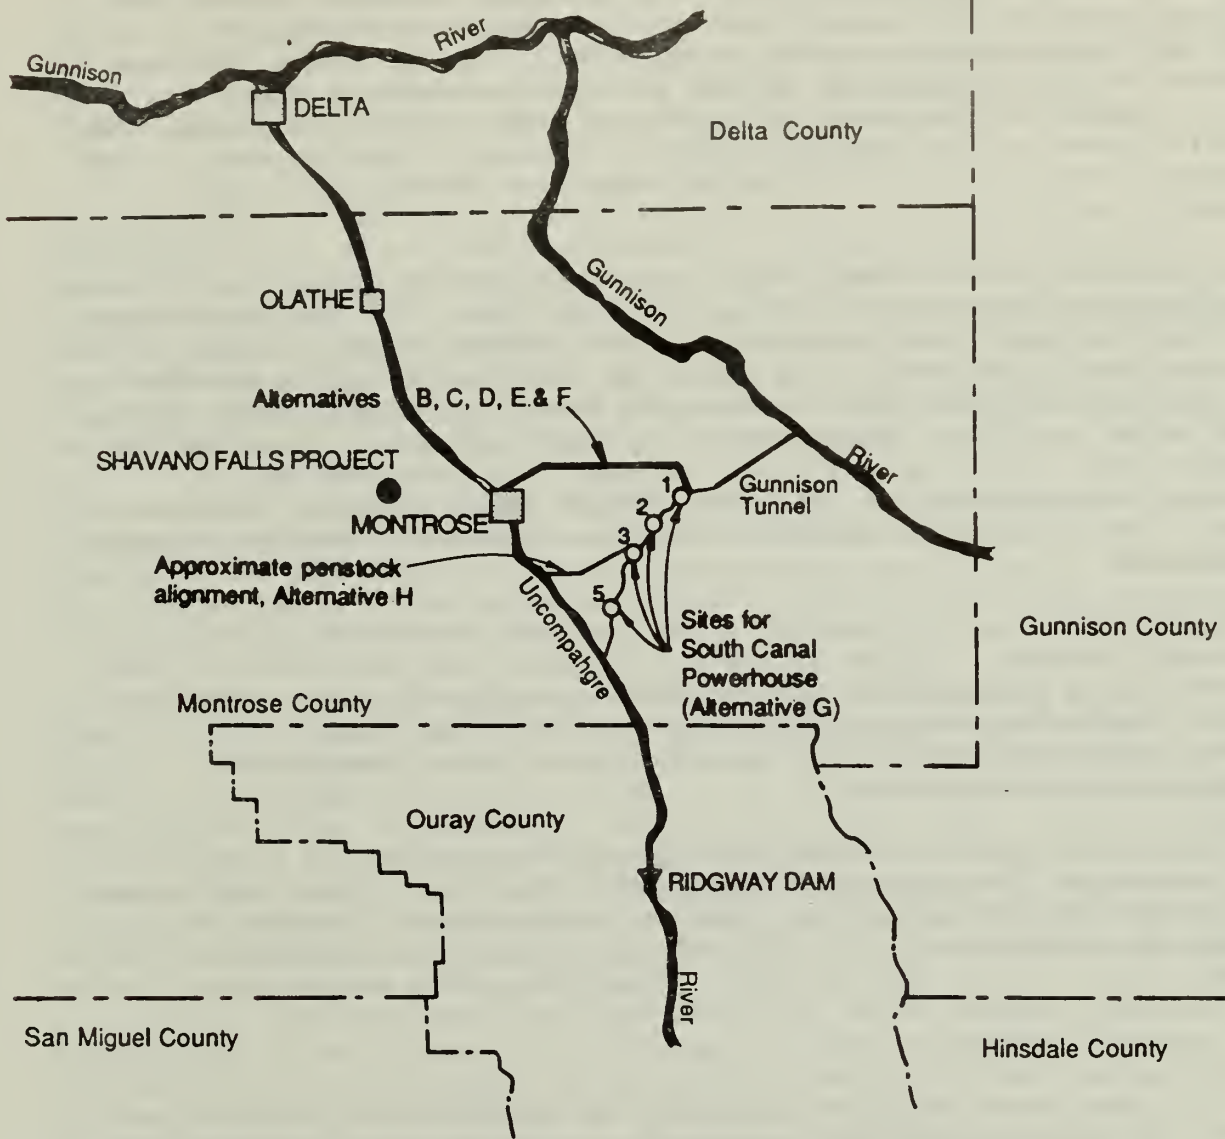 River
Gunnison
DELTA
Delta County
Gunnison
OLATHE
Alternatives B, C, D, E & F
SHAVANO FALLS PROJECT
River
1
Gunnison
Tunnel
2
MONTROSE
3
Approximate penstock
alignment, Alternative H
Uncompahgre
5
Sites for
South Canal
Powerhouse
(Alternative G)
Gunnison County
Montrose County
Ouray County
RIDGWAY DAM
River
San Miguel County
Hinsdale County